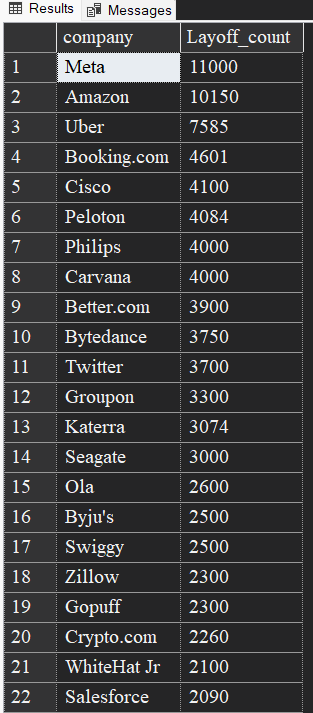 Results Messages
company Layoff_count
1 Meta 11000
2 Amazon 10150
3 Uber 7585
4 Booking.com 4601
5 Cisco 4100
6 Peloton 4084
7 Philips 4000
8 Carvana 4000
9 Better.com 3900
10 Bytedance 3750
11 Twitter 3700
12 Groupon 3300
13 Katerra 3074
14 Seagate 3000
15 Ola 2600
16 Byju's 2500
17 Swiggy 2500
18 Zillow 2300
19 Gopuff 2300
20 Crypto.com 2260
21 WhiteHat Jr 2100
22 Salesforce 2090